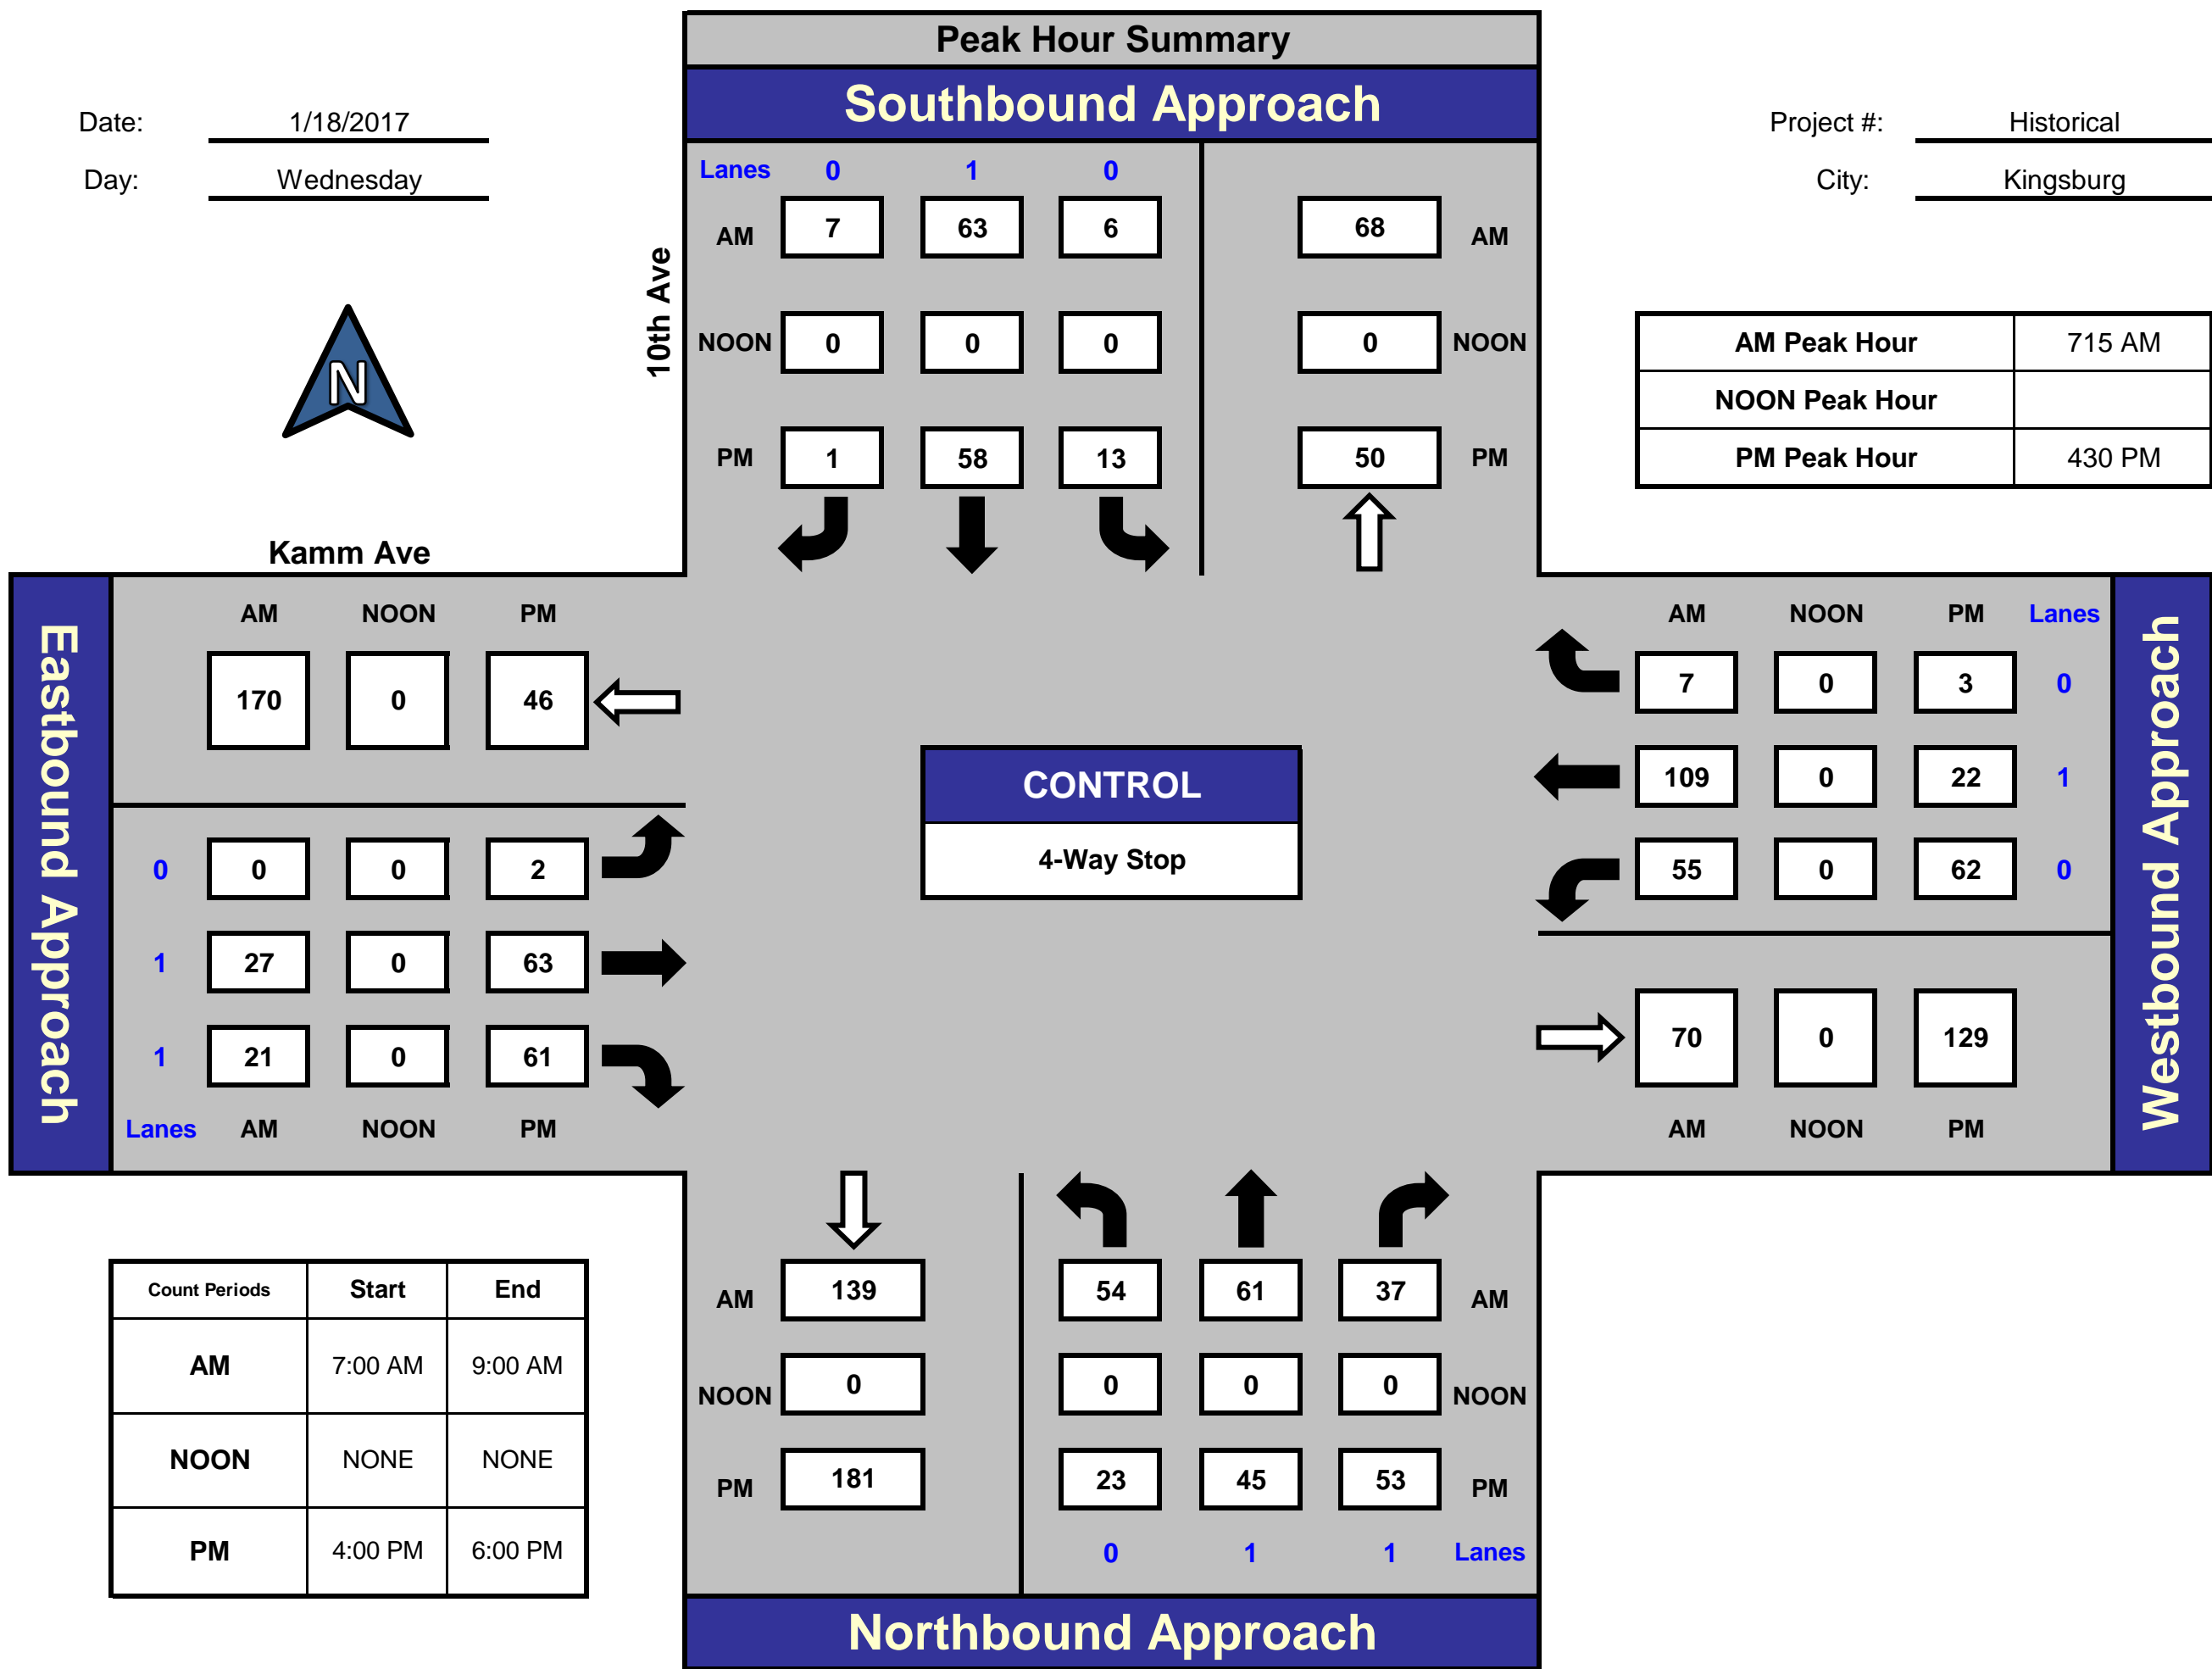 Peak Hour Summary
Southbound Approach
Date: 1/18/2017
Project #: Historical
Day: Wednesday
City: Kingsburg
Lanes 0 1 0
AM 7 63 6 68 AM
10th Ave
NOON 0 0 0 0 NOON
PM 1 58 13 50 PM
N
AM Peak Hour 715 AM
NOON Peak Hour
PM Peak Hour 430 PM
Kamm Ave
Eastbound Approach
AM NOON PM
170 0 46
0 0 0 2
1 27 0 63
1 21 0 61
Lanes AM NOON PM
CONTROL
4-Way Stop
AM NOON PM Lanes
7 0 3 0
109 0 22 1
55 0 62 0
70 0 129
AM NOON PM
Westbound Approach
Count Periods Start End
AM 7:00 AM 9:00 AM
NOON NONE NONE
PM 4:00 PM 6:00 PM
AM 139 54 61 37 AM
NOON 0 0 0 0 NOON
PM 181 23 45 53 PM
0 1 1 Lanes
Northbound Approach